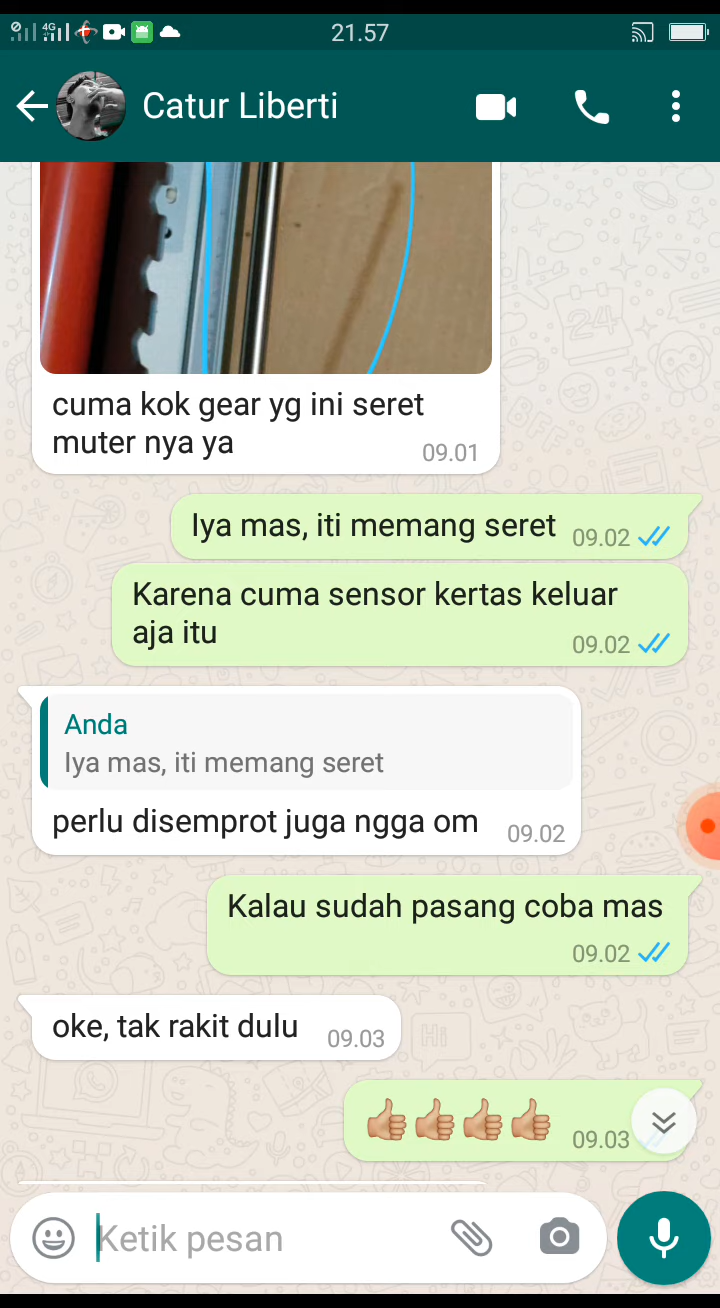 4G
21.57
Catur Liberti
cuma kok gear yg ini seret
muter nya ya
09.01
Iya mas, iti memang seret
09.02
Karena cuma sensor kertas keluar
aja itu
09.02
Anda
Iya mas, iti memang seret
perlu disemprot juga ngga om
09.02
Kalau sudah pasang coba mas
09.02
oke, tak rakit dulu
09.03
👍🏼👍🏼👍🏼👍🏼
09.03
Ketik pesan